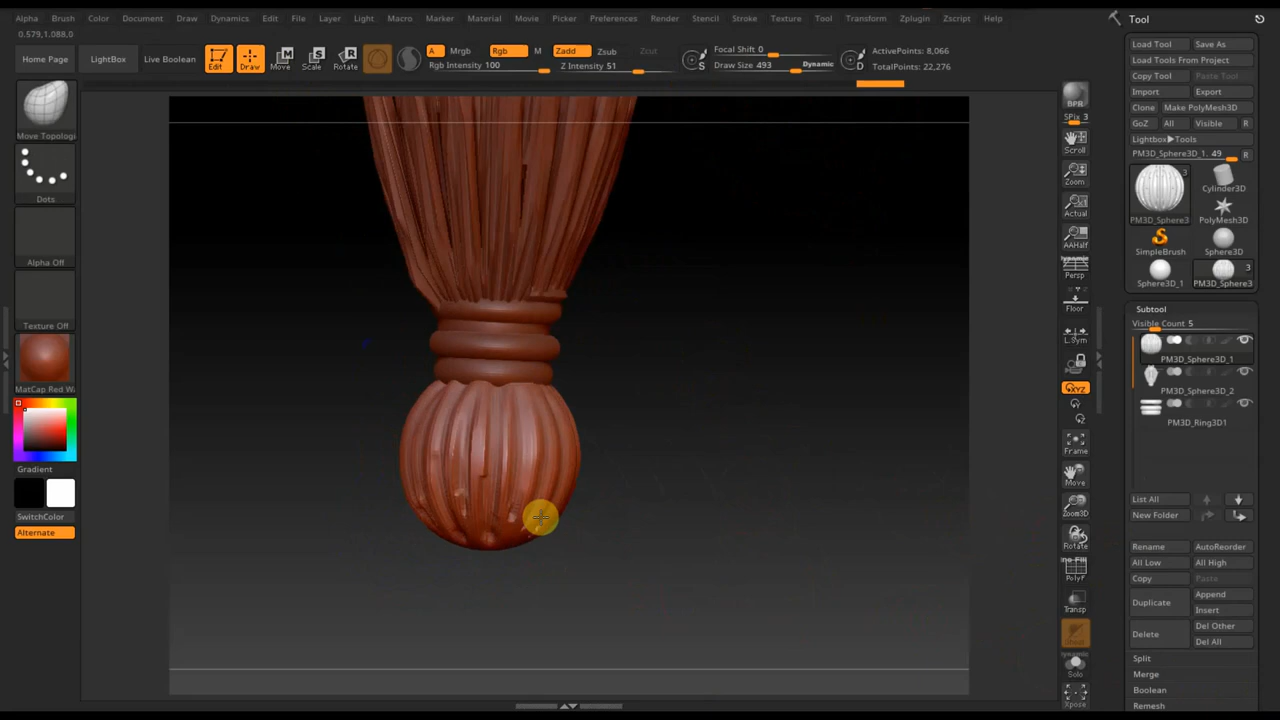 Alpha Brush Color Document Draw Dynamics Edit File Layer Light Macro Marker Material Movie Picker Preferences Render Stencil Stroke Texture Tool Transform Zplugin Zscript Help
Tool
0.579,1.088,0
Home Page LightBox Live Boolean Edit Draw Move Scale Rotate
A Mrgb Rgb M Zadd Zsub Zcut
Rgb Intensity 100 Z Intensity 51
Focal Shift 0
Draw Size 493 Dynamic
S D
ActivePoints: 8,066
TotalPoints: 22,276
Load Tool Save As
Load Tools From Project
Copy Tool Paste Tool
Import Export
Clone Make PolyMesh3D
GoZ All Visible R
Lightbox▶Tools
PM3D_Sphere3D_1. 49 R
3
PM3D_Sphere3
Cylinder3D
PolyMesh3D
SimpleBrush Sphere3D
3
Sphere3D_1 PM3D_Sphere3
Move Topologi
Dots
Alpha Off
Texture Off
MatCap Red Wa
Gradient
SwitchColor
Alternate
BPR
SPix 3
Scroll
Zoom
Actual
AAHalf
Persp
Floor
L.Sym
XYZ
Frame
Move
Zoom3D
Rotate
PolyF
Transp
Solo
Xpose
Subtool
Visible Count 5
PM3D_Sphere3D_1
PM3D_Sphere3D_2
PM3D_Ring3D1
List All
New Folder
Rename AutoReorder
All Low All High
Copy Paste
Duplicate Append
Insert
Delete Del Other
Del All
Split
Merge
Boolean
Remesh